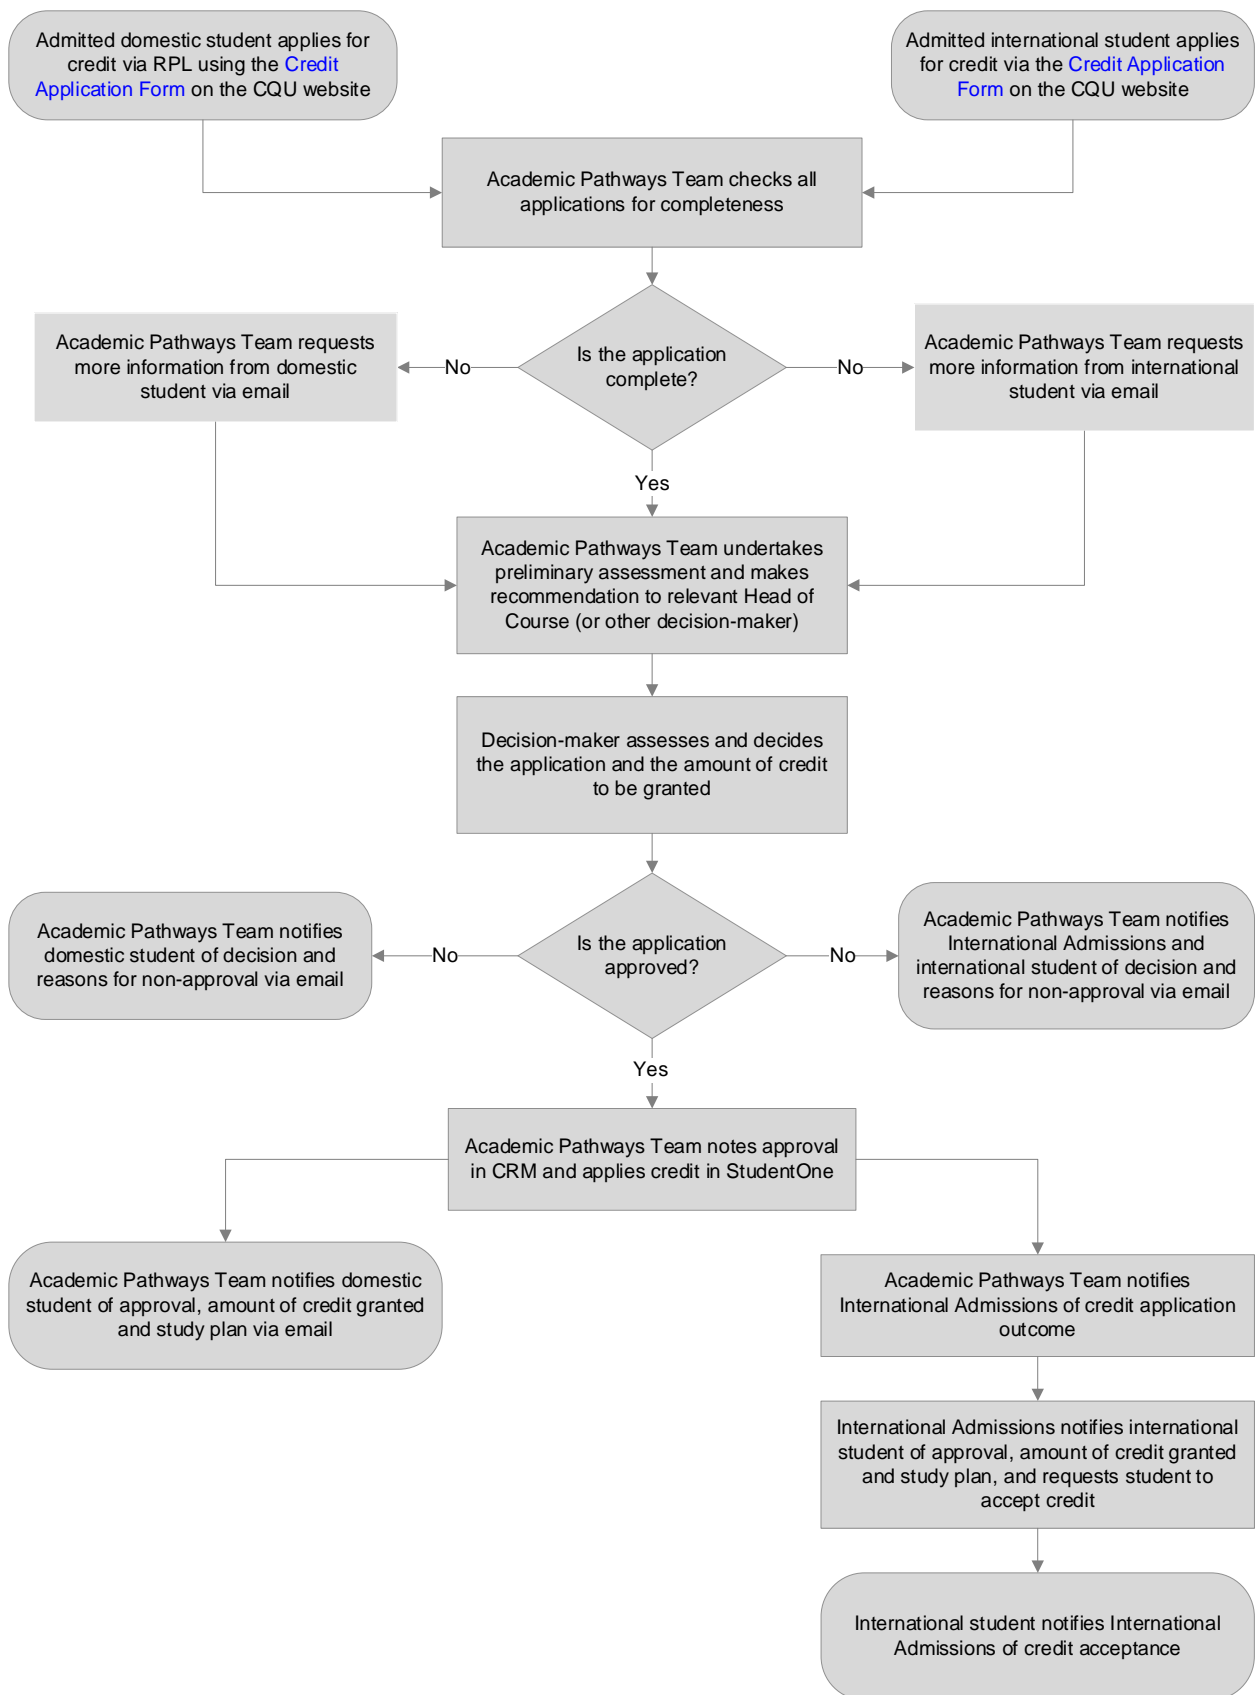 Admitted domestic student applies for
credit via RPL using the Credit
Application Form on the CQU website
Admitted international student applies
for credit via the Credit Application
Form on the CQU website
Academic Pathways Team checks all
applications for completeness
Academic Pathways Team requests
more information from domestic
student via email
No
Is the application
complete?
No
Academic Pathways Team requests
more information from international
student via email
Yes
Academic Pathways Team undertakes
preliminary assessment and makes
recommendation to relevant Head of
Course (or other decision-maker)
Decision-maker assesses and decides
the application and the amount of credit
to be granted
Academic Pathways Team notifies
domestic student of decision and
reasons for non-approval via email
No
Is the application
approved?
No
Academic Pathways Team notifies
International Admissions and
international student of decision and
reasons for non-approval via email
Yes
Academic Pathways Team notes approval
in CRM and applies credit in StudentOne
Academic Pathways Team notifies domestic
student of approval, amount of credit granted
and study plan via email
Academic Pathways Team notifies
International Admissions of credit application
outcome
International Admissions notifies international
student of approval, amount of credit granted
and study plan, and requests student to
accept credit
International student notifies International
Admissions of credit acceptance